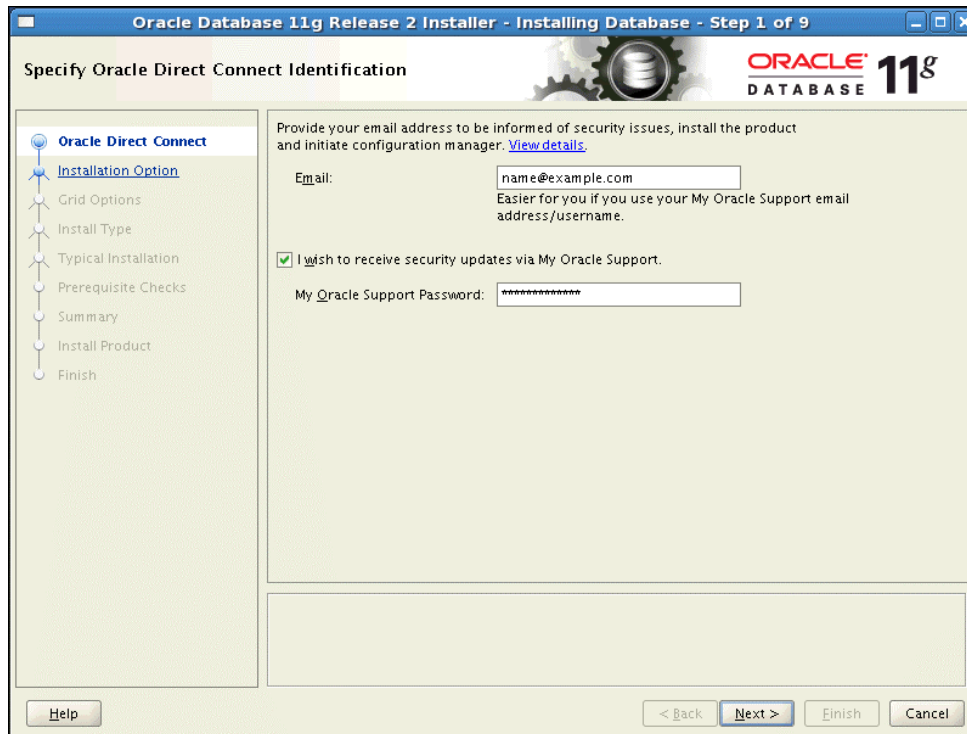 Oracle Database 11g Release 2 Installer - Installing Database - Step 1 of 9
Specify Oracle Direct Connect Identification
ORACLE
DATABASE
11g
Oracle Direct Connect
Installation Option
Grid Options
Install Type
Typical Installation
Prerequisite Checks
Summary
Install Product
Finish
Provide your email address to be informed of security issues, install the product
and initiate configuration manager. View details.
Email: name@example.com
Easier for you if you use your My Oracle Support email
address/username.
I wish to receive security updates via My Oracle Support.
My Oracle Support Password: *************
Help
< Back
Next >
Finish
Cancel